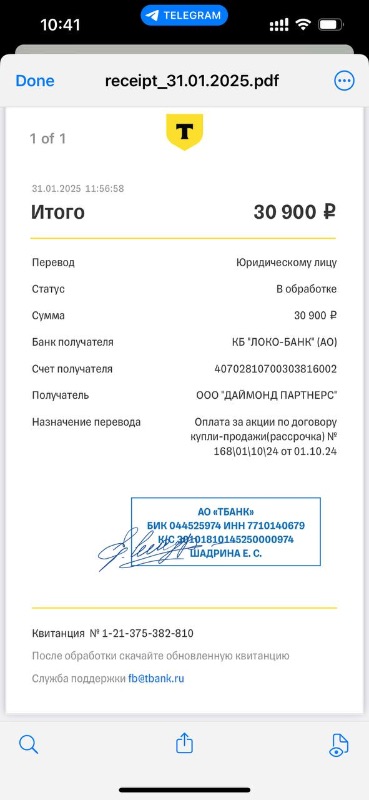 10:41
TELEGRAM
Done
receipt_31.01.2025.pdf
1 of 1
Т
31.01.2025 11:56:58
Итого
30 900 ₽
Перевод
Юридическому лицу
Статус
В обработке
Сумма
30 900 ₽
Банк получателя
КБ "ЛОКО-БАНК" (АО)
Счет получателя
40702810700303816002
Получатель
ООО "ДАЙМОНД ПАРТНЕРС"
Назначение перевода
Оплата за акции по договору
купли-продажи(рассрочка) №
168\01\10\24 от 01.10.24
АО «ТБАНК»
БИК 044525974 ИНН 7710140679
К/С 30101810145250000974
ШАДРИНА Е. С.
Квитанция № 1-21-375-382-810
После обработки скачайте обновленную квитанцию
Служба поддержки fb@tbank.ru